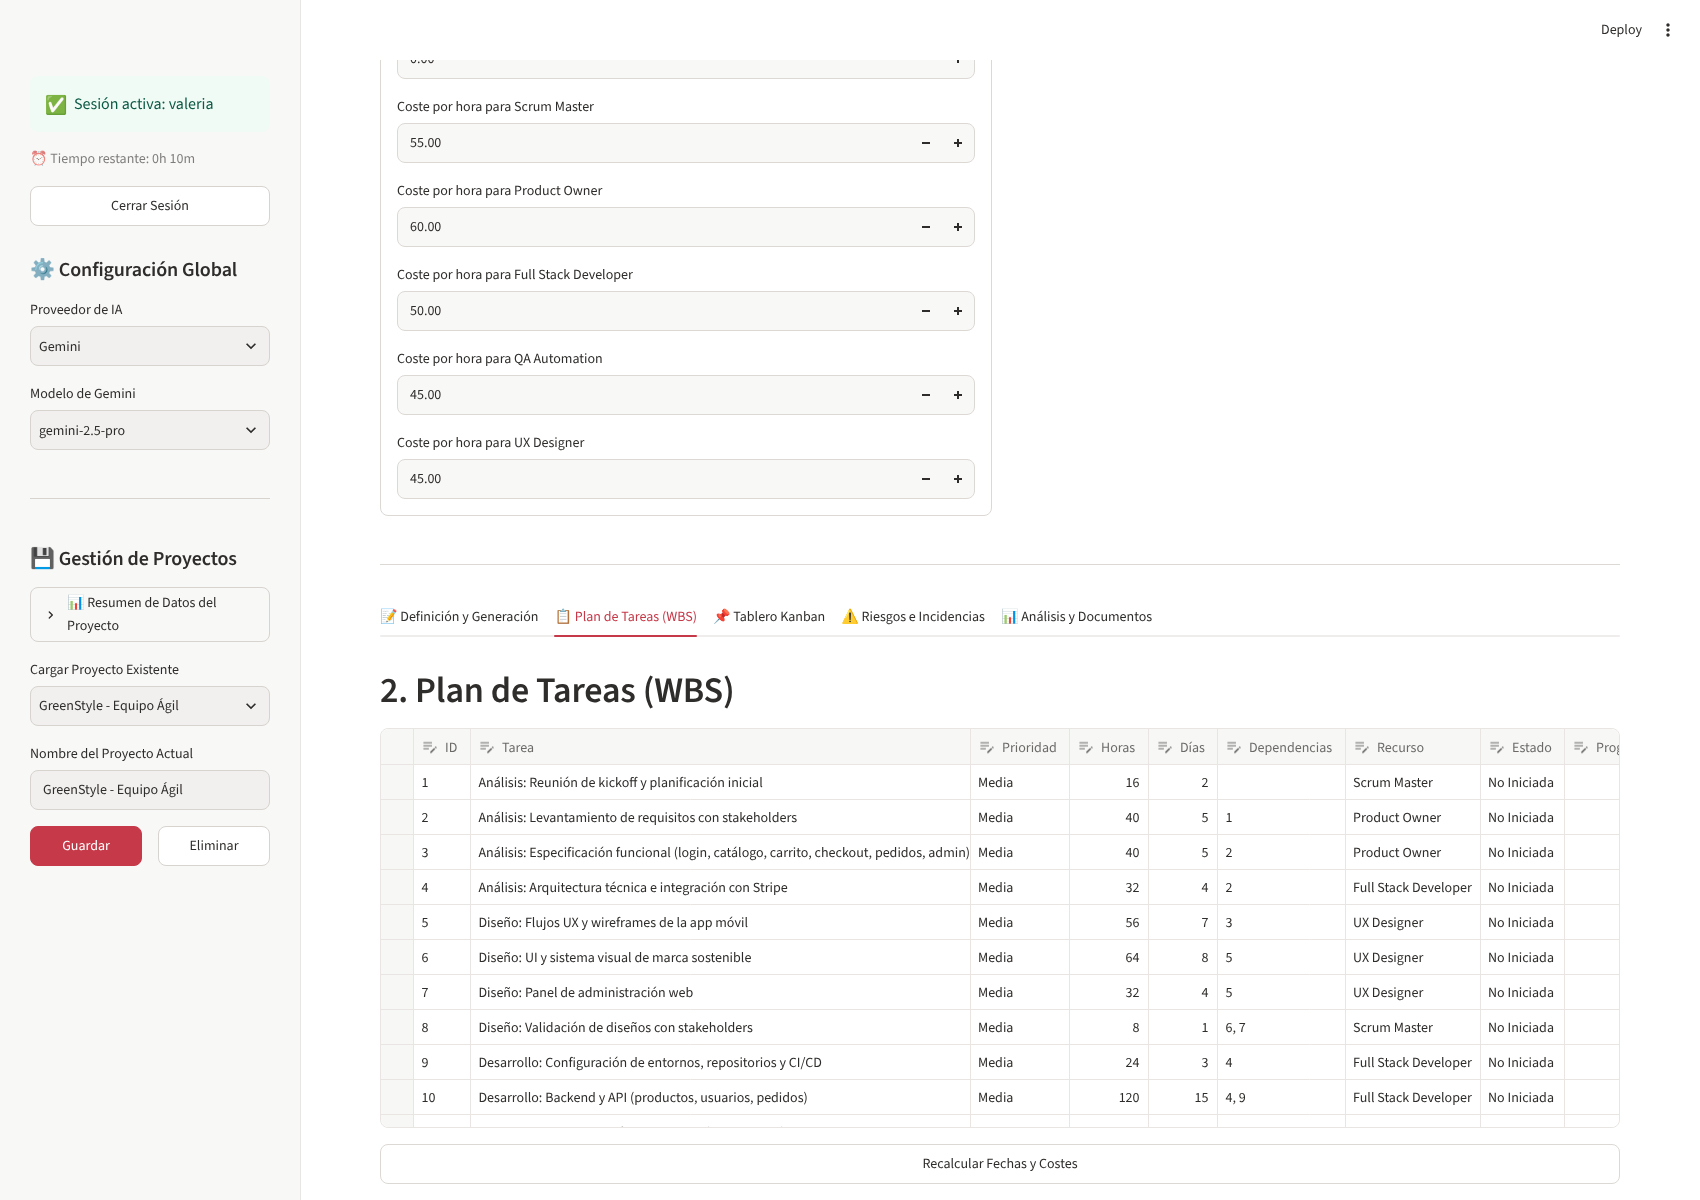 Deploy
✅ Sesión activa: valeria
⏰ Tiempo restante: 0h 10m
Cerrar Sesión
⚙️ Configuración Global
Proveedor de IA
Gemini
Modelo de Gemini
gemini-2.5-pro
💾 Gestión de Proyectos
📊 Resumen de Datos del
Proyecto
Cargar Proyecto Existente
GreenStyle - Equipo Ágil
Nombre del Proyecto Actual
GreenStyle - Equipo Ágil
Guardar Eliminar
Coste por hora para Scrum Master
55.00
Coste por hora para Product Owner
60.00
Coste por hora para Full Stack Developer
50.00
Coste por hora para QA Automation
45.00
Coste por hora para UX Designer
45.00
📝 Definición y Generación 📋 Plan de Tareas (WBS) 📌 Tablero Kanban ⚠️ Riesgos e Incidencias 📊 Análisis y Documentos
2. Plan de Tareas (WBS)
ID Tarea Prioridad Horas Días Dependencias Recurso Estado
1 Análisis: Reunión de kickoff y planificación inicial Media 16 2 Scrum Master No Iniciada
2 Análisis: Levantamiento de requisitos con stakeholders Media 40 5 1 Product Owner No Iniciada
3 Análisis: Especificación funcional (login, catálogo, carrito, checkout, pedidos, admin) Media 40 5 2 Product Owner No Iniciada
4 Análisis: Arquitectura técnica e integración con Stripe Media 32 4 2 Full Stack Developer No Iniciada
5 Diseño: Flujos UX y wireframes de la app móvil Media 56 7 3 UX Designer No Iniciada
6 Diseño: UI y sistema visual de marca sostenible Media 64 8 5 UX Designer No Iniciada
7 Diseño: Panel de administración web Media 32 4 5 UX Designer No Iniciada
8 Diseño: Validación de diseños con stakeholders Media 8 1 6, 7 Scrum Master No Iniciada
9 Desarrollo: Configuración de entornos, repositorios y CI/CD Media 24 3 4 Full Stack Developer No Iniciada
10 Desarrollo: Backend y API (productos, usuarios, pedidos) Media 120 15 4, 9 Full Stack Developer No Iniciada
Recalcular Fechas y Costes